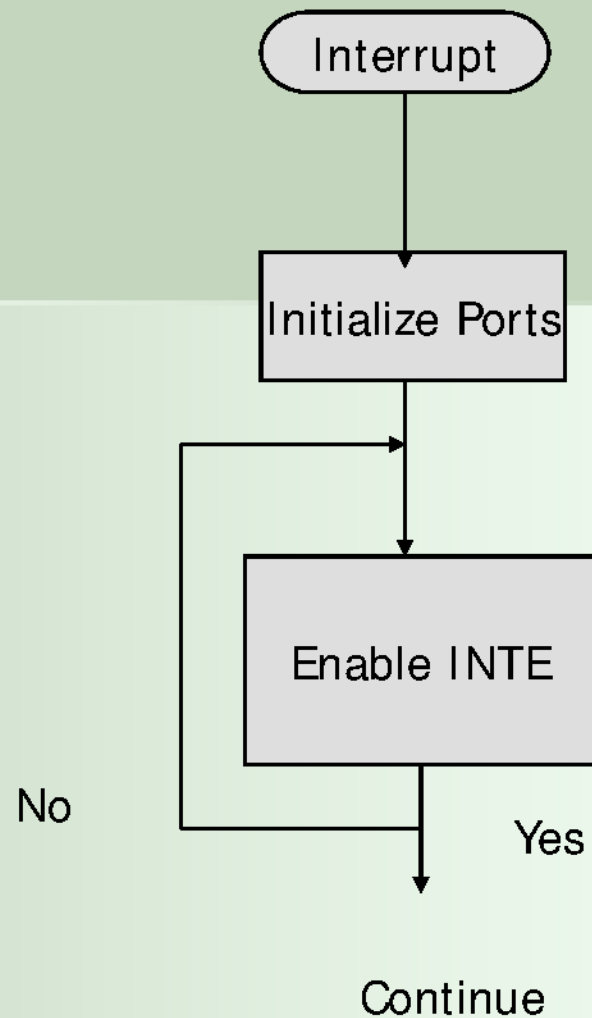 Interrupt
Initialize Ports
Enable INTE
No
Yes
Continue